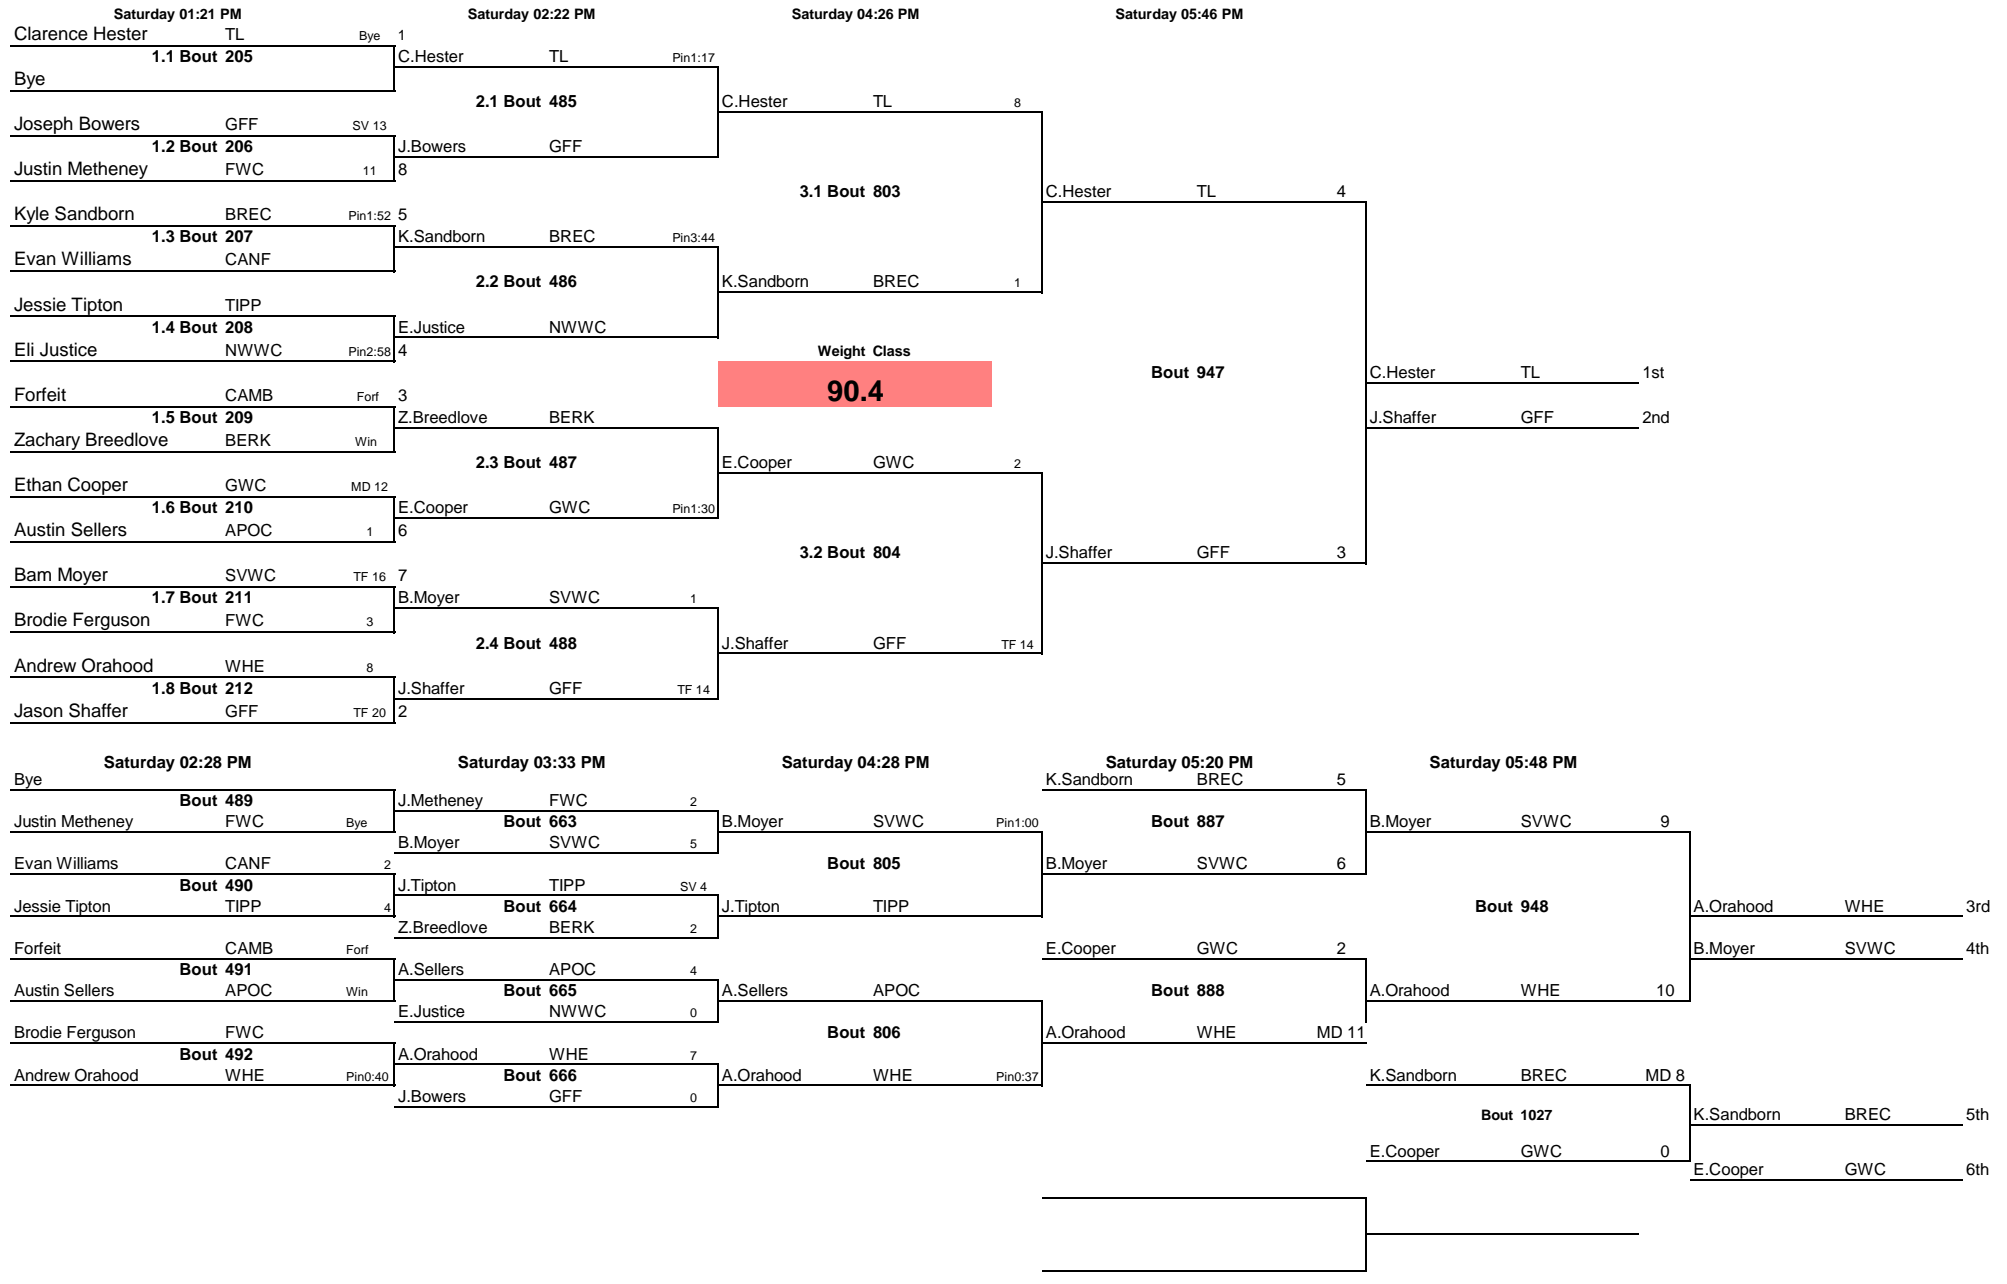 Saturday 01:21 PM Saturday 02:22 PM Saturday 04:26 PM Saturday 05:46 PM
Clarence Hester TL Bye 1
1.1 Bout 205 C.Hester TL Pin1:17
Bye
2.1 Bout 485 C.Hester TL 8
Joseph Bowers GFF SV 13
1.2 Bout 206 J.Bowers GFF
Justin Metheney FWC 11 8
3.1 Bout 803 C.Hester TL 4
Kyle Sandborn BREC Pin1:52 5
1.3 Bout 207 K.Sandborn BREC Pin3:44
Evan Williams CANF
2.2 Bout 486 K.Sandborn BREC 1
Jessie Tipton TIPP
1.4 Bout 208 E.Justice NWWC
Eli Justice NWWC Pin2:58 4 Weight Class
Bout 947 C.Hester TL 1st
90.4
Forfeit CAMB Forf 3
1.5 Bout 209 Z.Breedlove BERK J.Shaffer GFF 2nd
Zachary Breedlove BERK Win
2.3 Bout 487 E.Cooper GWC 2
Ethan Cooper GWC MD 12
1.6 Bout 210 E.Cooper GWC Pin1:30
Austin Sellers APOC 1 6
3.2 Bout 804 J.Shaffer GFF 3
Bam Moyer SVWC TF 16 7
1.7 Bout 211 B.Moyer SVWC 1
Brodie Ferguson FWC 3
2.4 Bout 488 J.Shaffer GFF TF 14
Andrew Orahood WHE 8
1.8 Bout 212 J.Shaffer GFF TF 14
Jason Shaffer GFF TF 20 2
Saturday 02:28 PM Saturday 03:33 PM Saturday 04:28 PM Saturday 05:20 PM Saturday 05:48 PM
Bye K.Sandborn BREC 5
Bout 489 J.Metheney FWC 2
Justin Metheney FWC Bye Bout 663 B.Moyer SVWC Pin1:00 Bout 887 B.Moyer SVWC 9
B.Moyer SVWC 5
Evan Williams CANF 2 Bout 805 B.Moyer SVWC 6
Bout 490 J.Tipton TIPP SV 4
Jessie Tipton TIPP 4 Bout 664 J.Tipton TIPP Bout 948 A.Orahood WHE 3rd
Z.Breedlove BERK 2
Forfeit CAMB Forf E.Cooper GWC 2 B.Moyer SVWC 4th
Bout 491 A.Sellers APOC 4
Austin Sellers APOC Win Bout 665 A.Sellers APOC Bout 888 A.Orahood WHE 10
E.Justice NWWC 0
Brodie Ferguson FWC Bout 806 A.Orahood WHE MD 11
Bout 492 A.Orahood WHE 7
Andrew Orahood WHE Pin0:40 Bout 666 A.Orahood WHE Pin0:37 K.Sandborn BREC MD 8
J.Bowers GFF 0
Bout 1027 K.Sandborn BREC 5th
E.Cooper GWC 0
E.Cooper GWC 6th